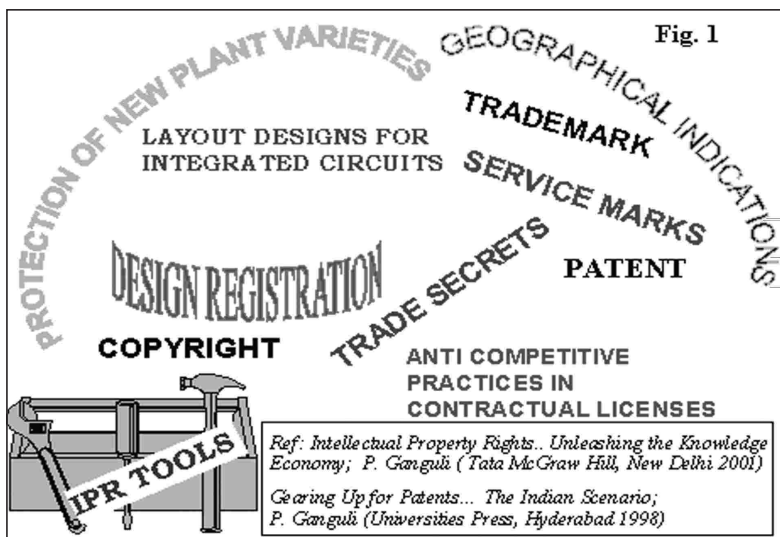 Fig. 1
PROTECTION OF NEW PLANT VARIETIES
GEOGRAPHICAL INDICATIONS
TRADEMARK
LAYOUT DESIGNS FOR
INTEGRATED CIRCUITS
SERVICE MARKS
PATENT
DESIGN REGISTRATION
TRADE SECRETS
COPYRIGHT
ANTI COMPETITIVE
PRACTICES IN
CONTRACTUAL LICENSES
IPR TOOLS
Ref: Intellectual Property Rights.. Unleashing the Knowledge
Economy; P. Ganguli ( Tata McGraw Hill, New Delhi 2001)
Gearing Up for Patents... The Indian Scenario;
P. Ganguli (Universities Press, Hyderabad 1998)